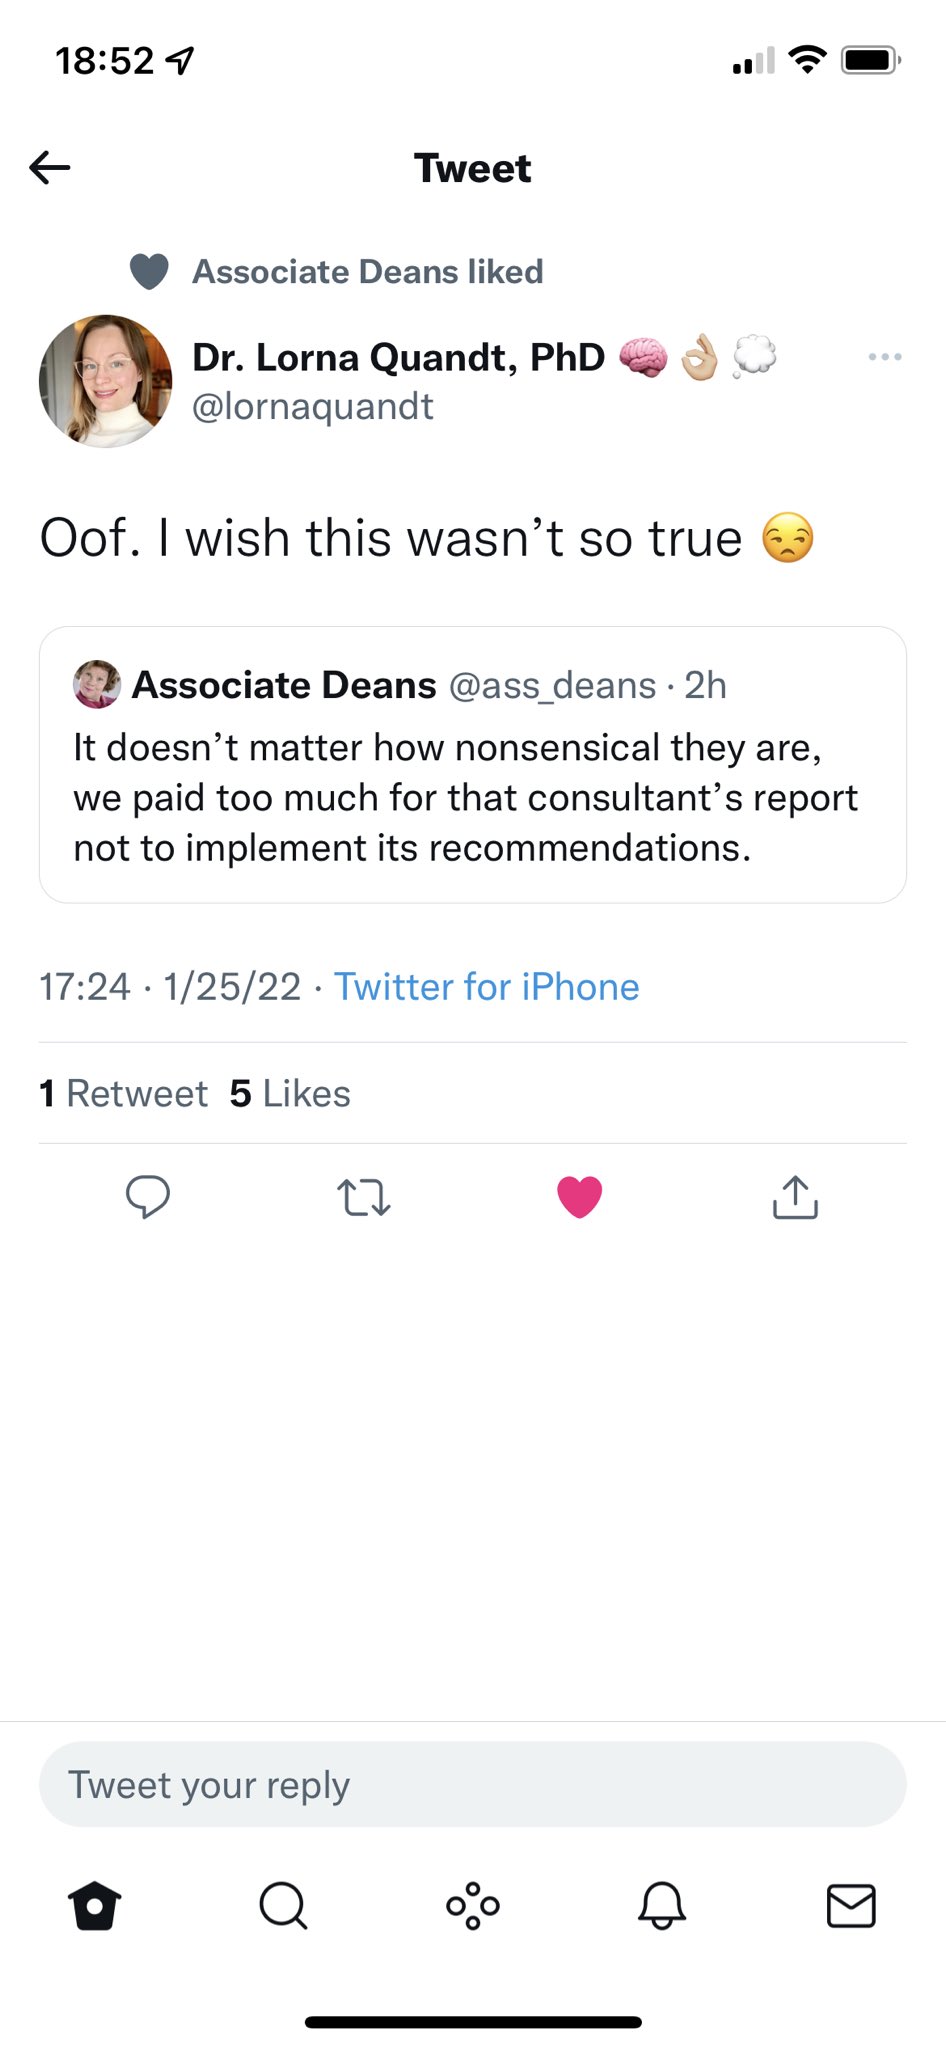 18:52
Tweet
Associate Deans liked
Dr. Lorna Quandt, PhD 🧠👌🏼💭
@lornaquandt
Oof. I wish this wasn’t so true 😒
Associate Deans @ass_deans · 2h
It doesn’t matter how nonsensical they are,
we paid too much for that consultant’s report
not to implement its recommendations.
17:24 · 1/25/22 · Twitter for iPhone
1 Retweet 5 Likes
Tweet your reply